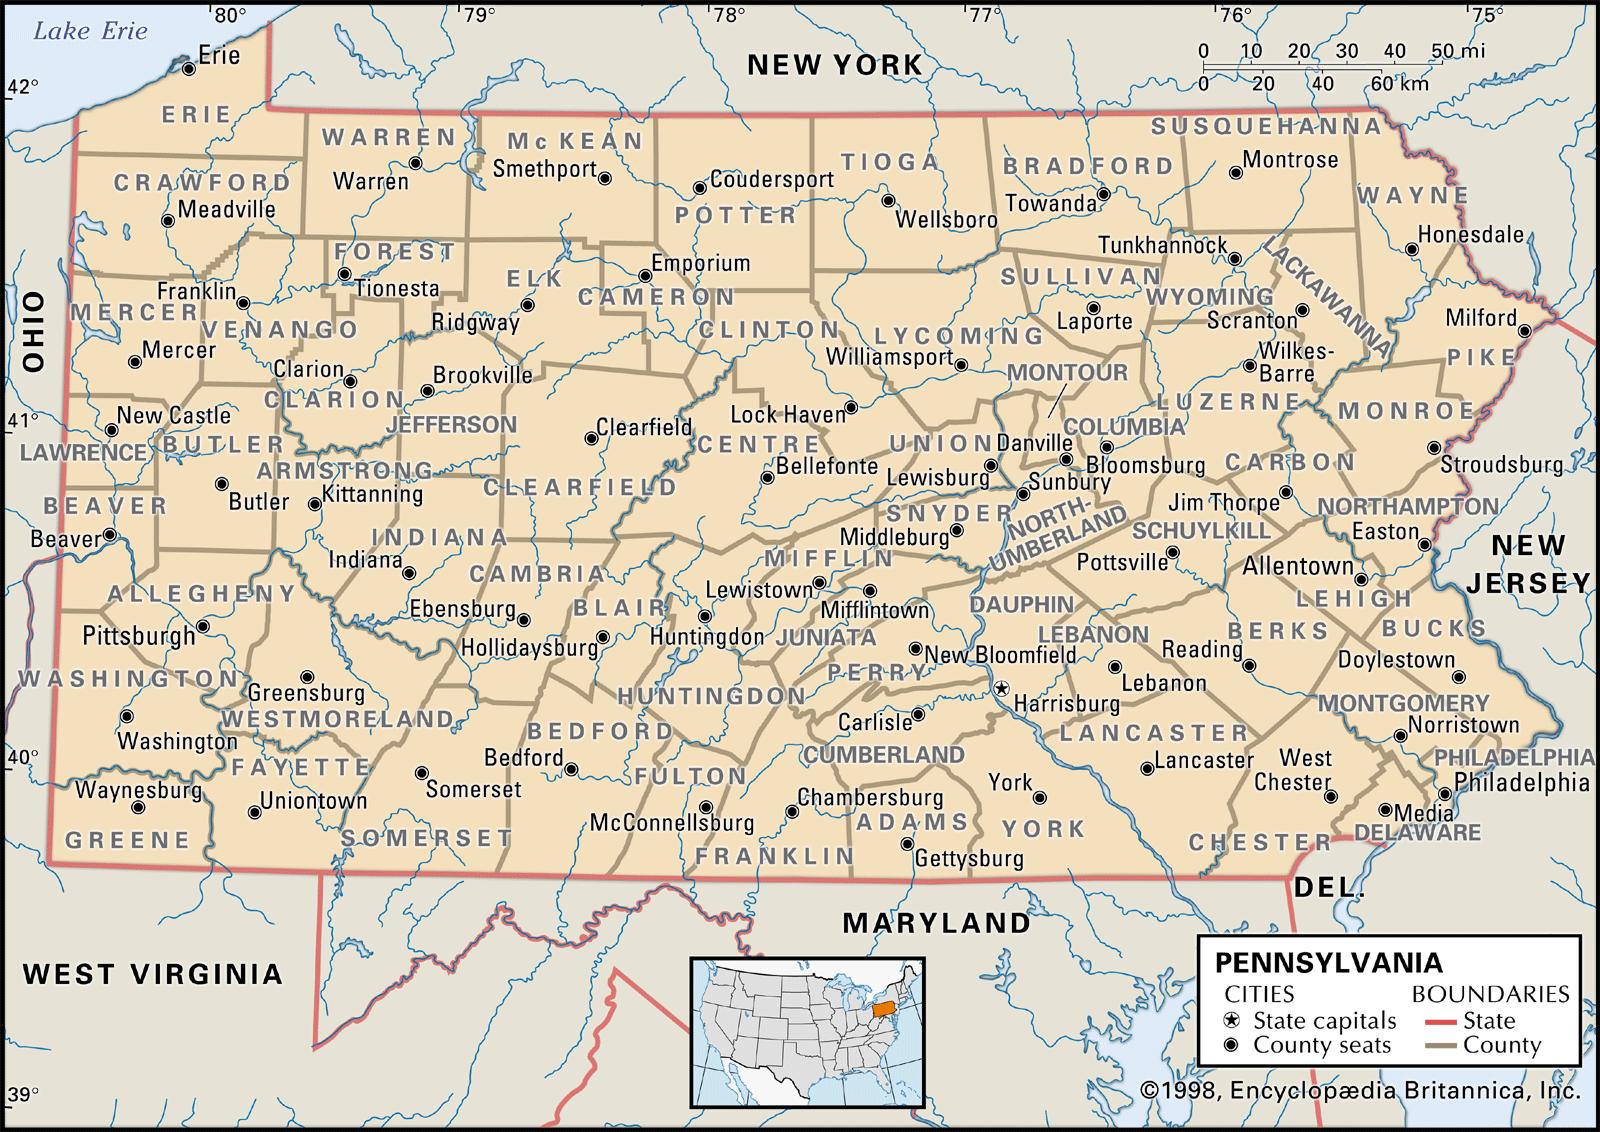 80°
79°
78°
77°
76°
75°
Lake Erie
Erie
NEW YORK
0 10 20 30 40 50 mi
0 20 40 60 km
42°
ERIE
WARREN
McKEAN
SUSQUEHANNA
Smethport
TIOGA
BRADFORD
Montrose
CRAWFORD
Warren
Coudersport
WAYNE
Meadville
POTTER
Wellsboro
Towanda
FOREST
Tunkhannock
Honesdale
LACKAWANNA
Emporium
Franklin
Tionesta
ELK
CAMERON
SULLIVAN
WYOMING
MERCER
VENANGO
Ridgway
CLINTON
LYCOMING
Laporte
Scranton
Milford
OHIO
Mercer
Williamsport
Wilkes-
Barre
PIKE
Clarion
Brookville
MONTOUR
CLARION
LUZERNE
MONROE
New Castle
JEFFERSON
Clearfield
Lock Haven
COLUMBIA
41°
LAWRENCE
BUTLER
CENTRE
UNION
Danville
ARMSTRONG
Bellefonte
Lewisburg
Bloomsburg
CARBON
Stroudsburg
Butler
Kittanning
CLEARFIELD
Sunbury
BEAVER
SNYDER
NORTH-
UMBERLAND
Jim Thorpe
NORTHAMPTON
Beaver
INDIANA
Middleburg
SCHUYLKILL
Easton
NEW
JERSEY
Indiana
CAMBRIA
MIFFLIN
Pottsville
Allentown
ALLEGHENY
Lewistown
Mifflintown
DAUPHIN
LEHIGH
Ebensburg
BLAIR
Pittsburgh
Hollidaysburg
Huntingdon
JUNIATA
LEBANON
BERKS
BUCKS
Reading
New Bloomfield
Doylestown
WASHINGTON
PERRY
Greensburg
HUNTINGDON
Harrisburg
Lebanon
MONTGOMERY
WESTMORELAND
Carlisle
Norristown
Washington
BEDFORD
LANCASTER
40°
FAYETTE
Bedford
FULTON
CUMBERLAND
Lancaster
West
Chester
PHILADELPHIA
Waynesburg
Uniontown
Somerset
York
Philadelphia
Chambersburg
McConnellsburg
ADAMS
Media
GREENE
SOMERSET
YORK
CHESTER
DELAWARE
FRANKLIN
Gettysburg
DEL.
MARYLAND
WEST VIRGINIA
PENNSYLVANIA
CITIES
State capitals
County seats
BOUNDARIES
State
County
39°
©1998, Encyclopædia Britannica, Inc.